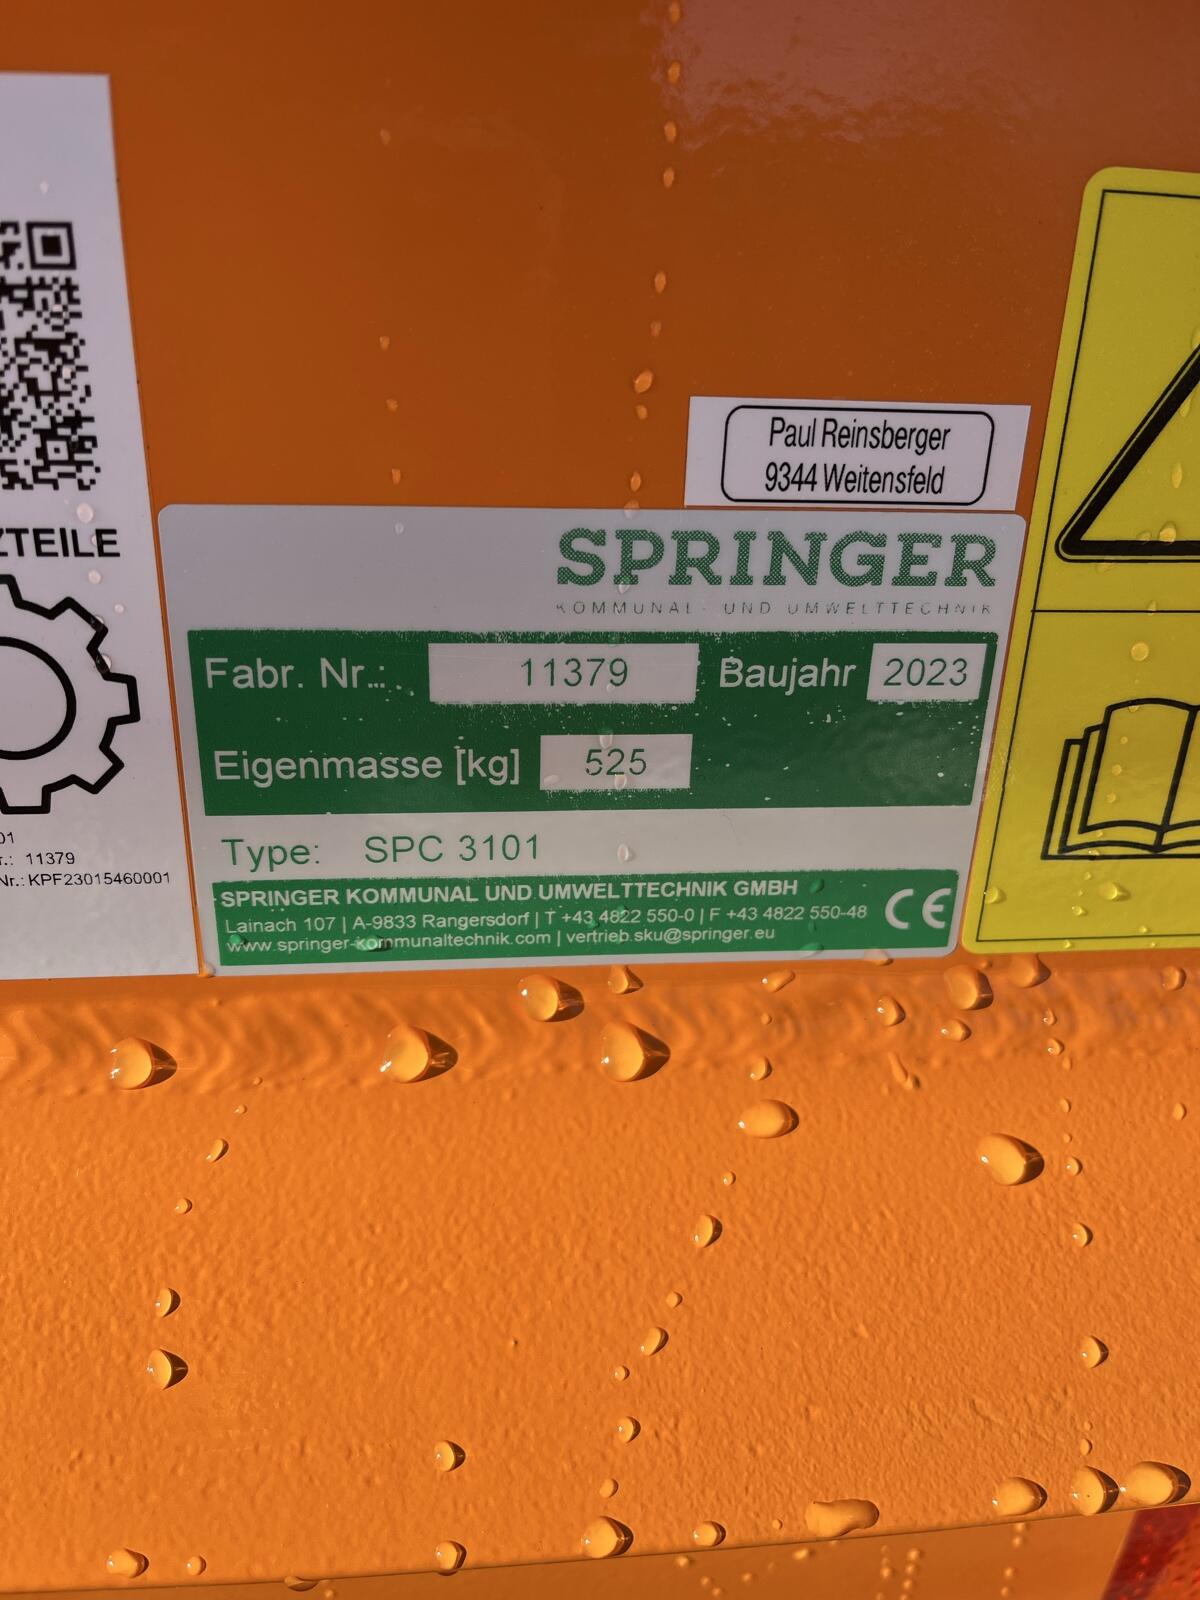 ZTEILE
01
r.: 11379
Nr.: KPF23015460001
Paul Reinsberger
9344 Weitensfeld
SPRINGER
KOMMUNAL- UND UMWELTTECHNIK
Fabr. Nr.: 11379 Baujahr 2023
Eigenmasse [kg] 525
Type: SPC 3101
SPRINGER KOMMUNAL UND UMWELTTECHNIK GMBH
Lainach 107 | A-9833 Rangersdorf | T +43 4822 550-0 | F +43 4822 550-48
www.springer-kommunaltechnik.com | vertrieb.sku@springer.eu
CE